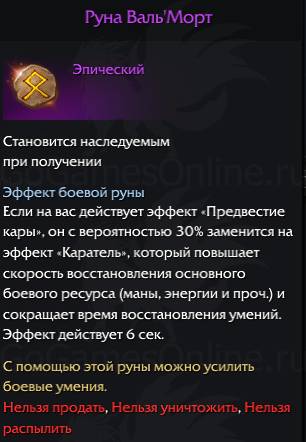 Руна Валь'Морт
Эпический
Становится наследуемым
при получении
Эффект боевой руны
Если на вас действует эффект «Предвестие
кары», он с вероятностью 30% заменится на
эффект «Каратель», который повышает
скорость восстановления основного
боевого ресурса (маны, энергии и проч.) и
сокращает время восстановления умений.
Эффект действует 6 сек.
С помощью этой руны можно усилить
боевые умения.
Нельзя продать, Нельзя уничтожить, Нельзя
распылить